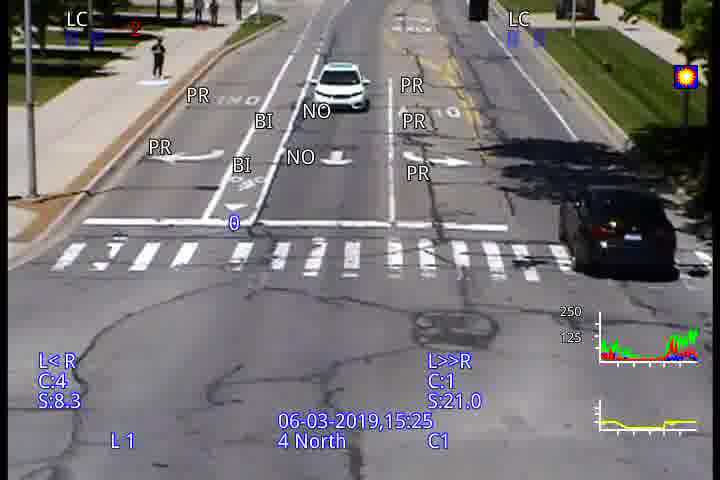 LC
LC
2
PR
PR
NO
BI
PR
PR
NO
BI
PR
0
250
125
L< R
L>>R
C:4
C:1
S:8.3
S:21.0
06-03-2019,15:25
L 1
4 North
C1